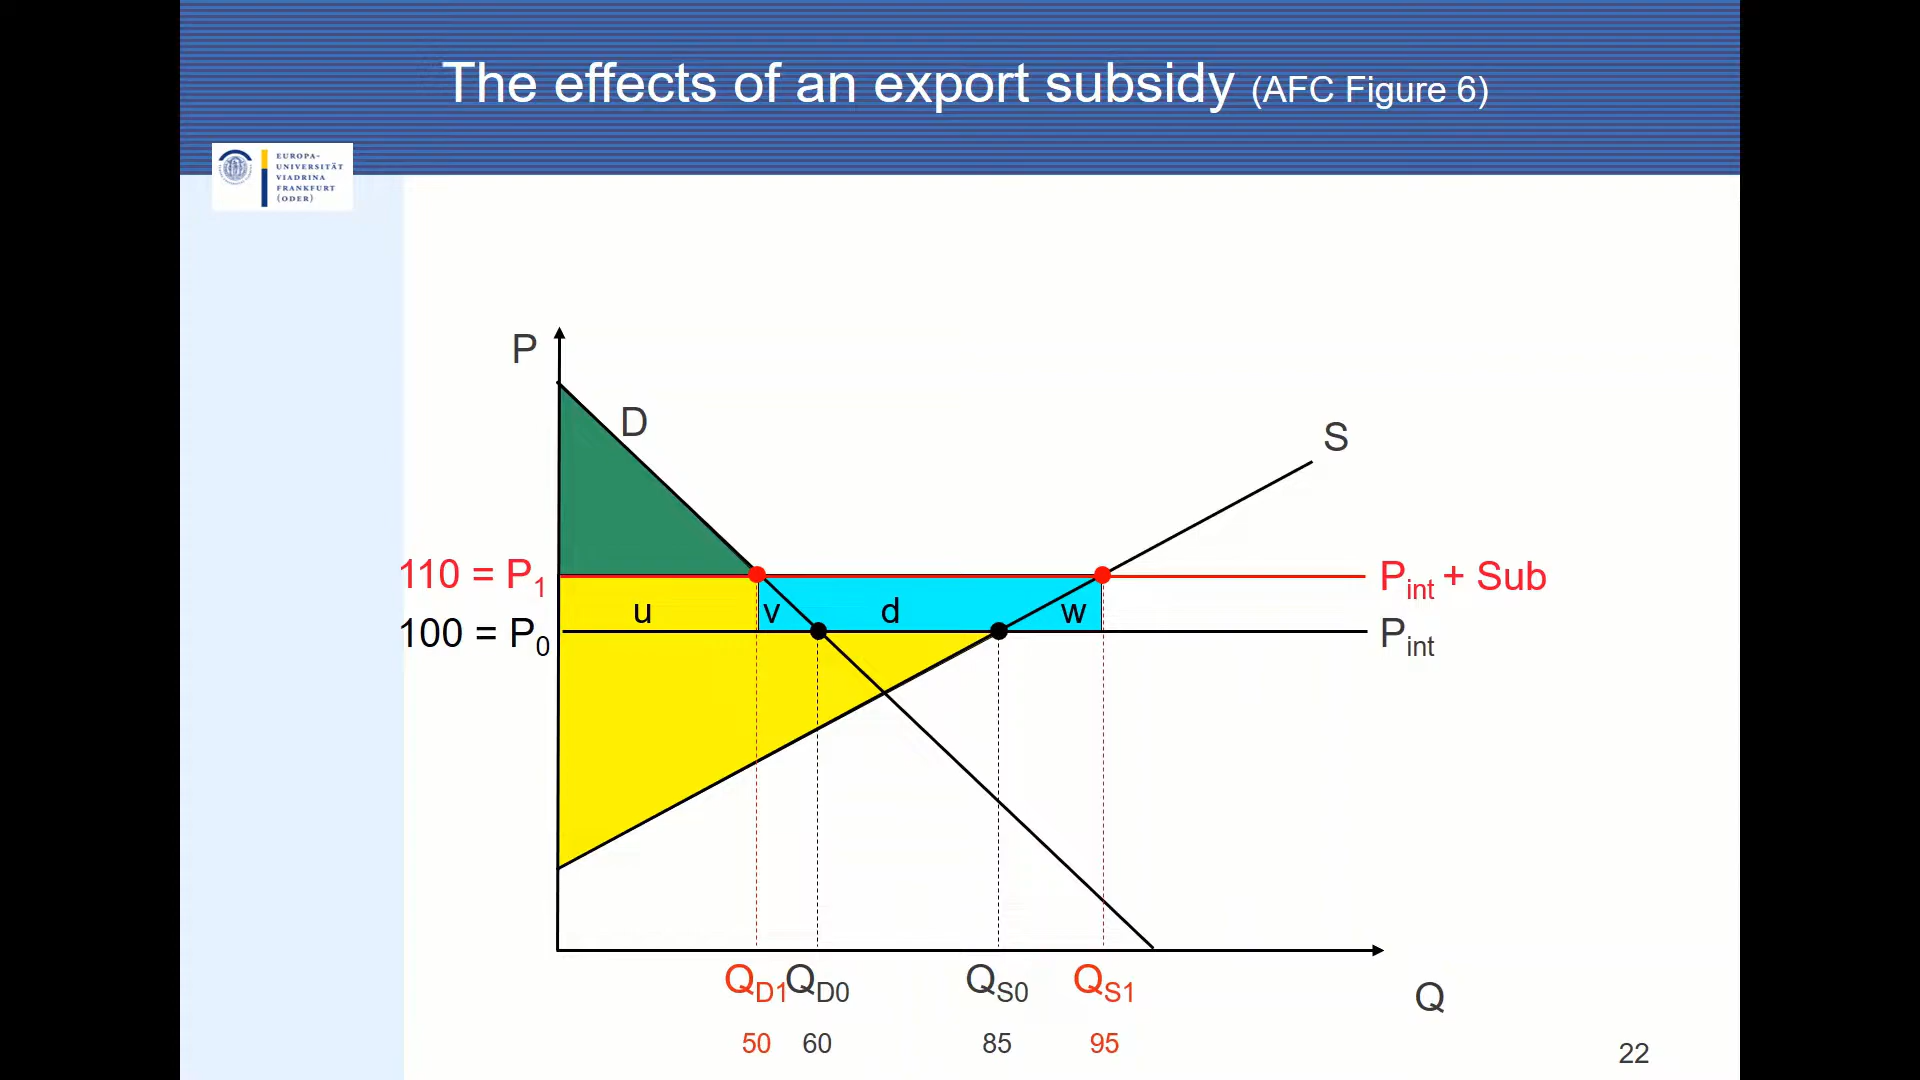 The effects of an export subsidy (AFC Figure 6)
EUROPA-
UNIVERSITÄT
VIADRINA
FRANKFURT
(ODER)
P
D
S
110 = P1
Pint + Sub
u
v
d
w
100 = P0
Pint
QD1
QD0
QS0
QS1
Q
50
60
85
95
22